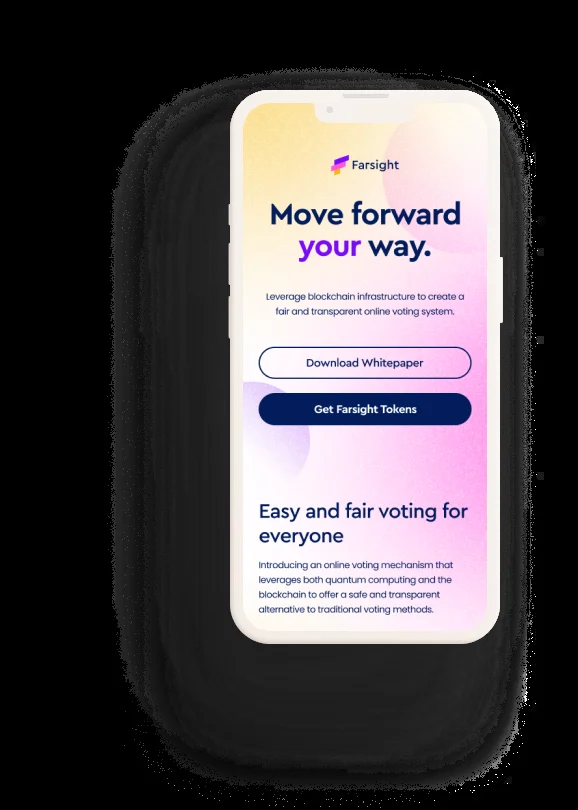 Farsight
Move forward
your way.
Leverage blockchain infrastructure to create a
fair and transparent online voting system.
Download Whitepaper
Get Farsight Tokens
Easy and fair voting for
everyone
Introducing an online voting mechanism that
leverages both quantum computing and the
blockchain to offer a safe and transparent
alternative to traditional voting methods.